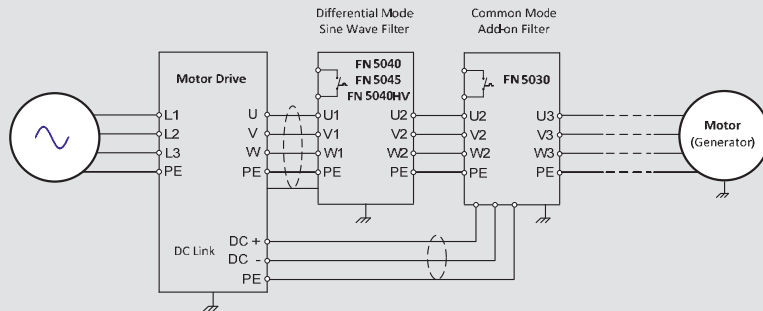 Differential Mode
Sine Wave Filter
Common Mode
Add-on Filter
Motor Drive
FN 5040
FN 5045
FN 5040HV
FN 5030
L1
L2
L3
PE
U
V
W
PE
U1
V1
W1
PE
U2
V2
W2
PE
U2
V2
W2
PE
U3
V3
W3
PE
Motor
(Generator)
DC Link
DC +
DC -
PE